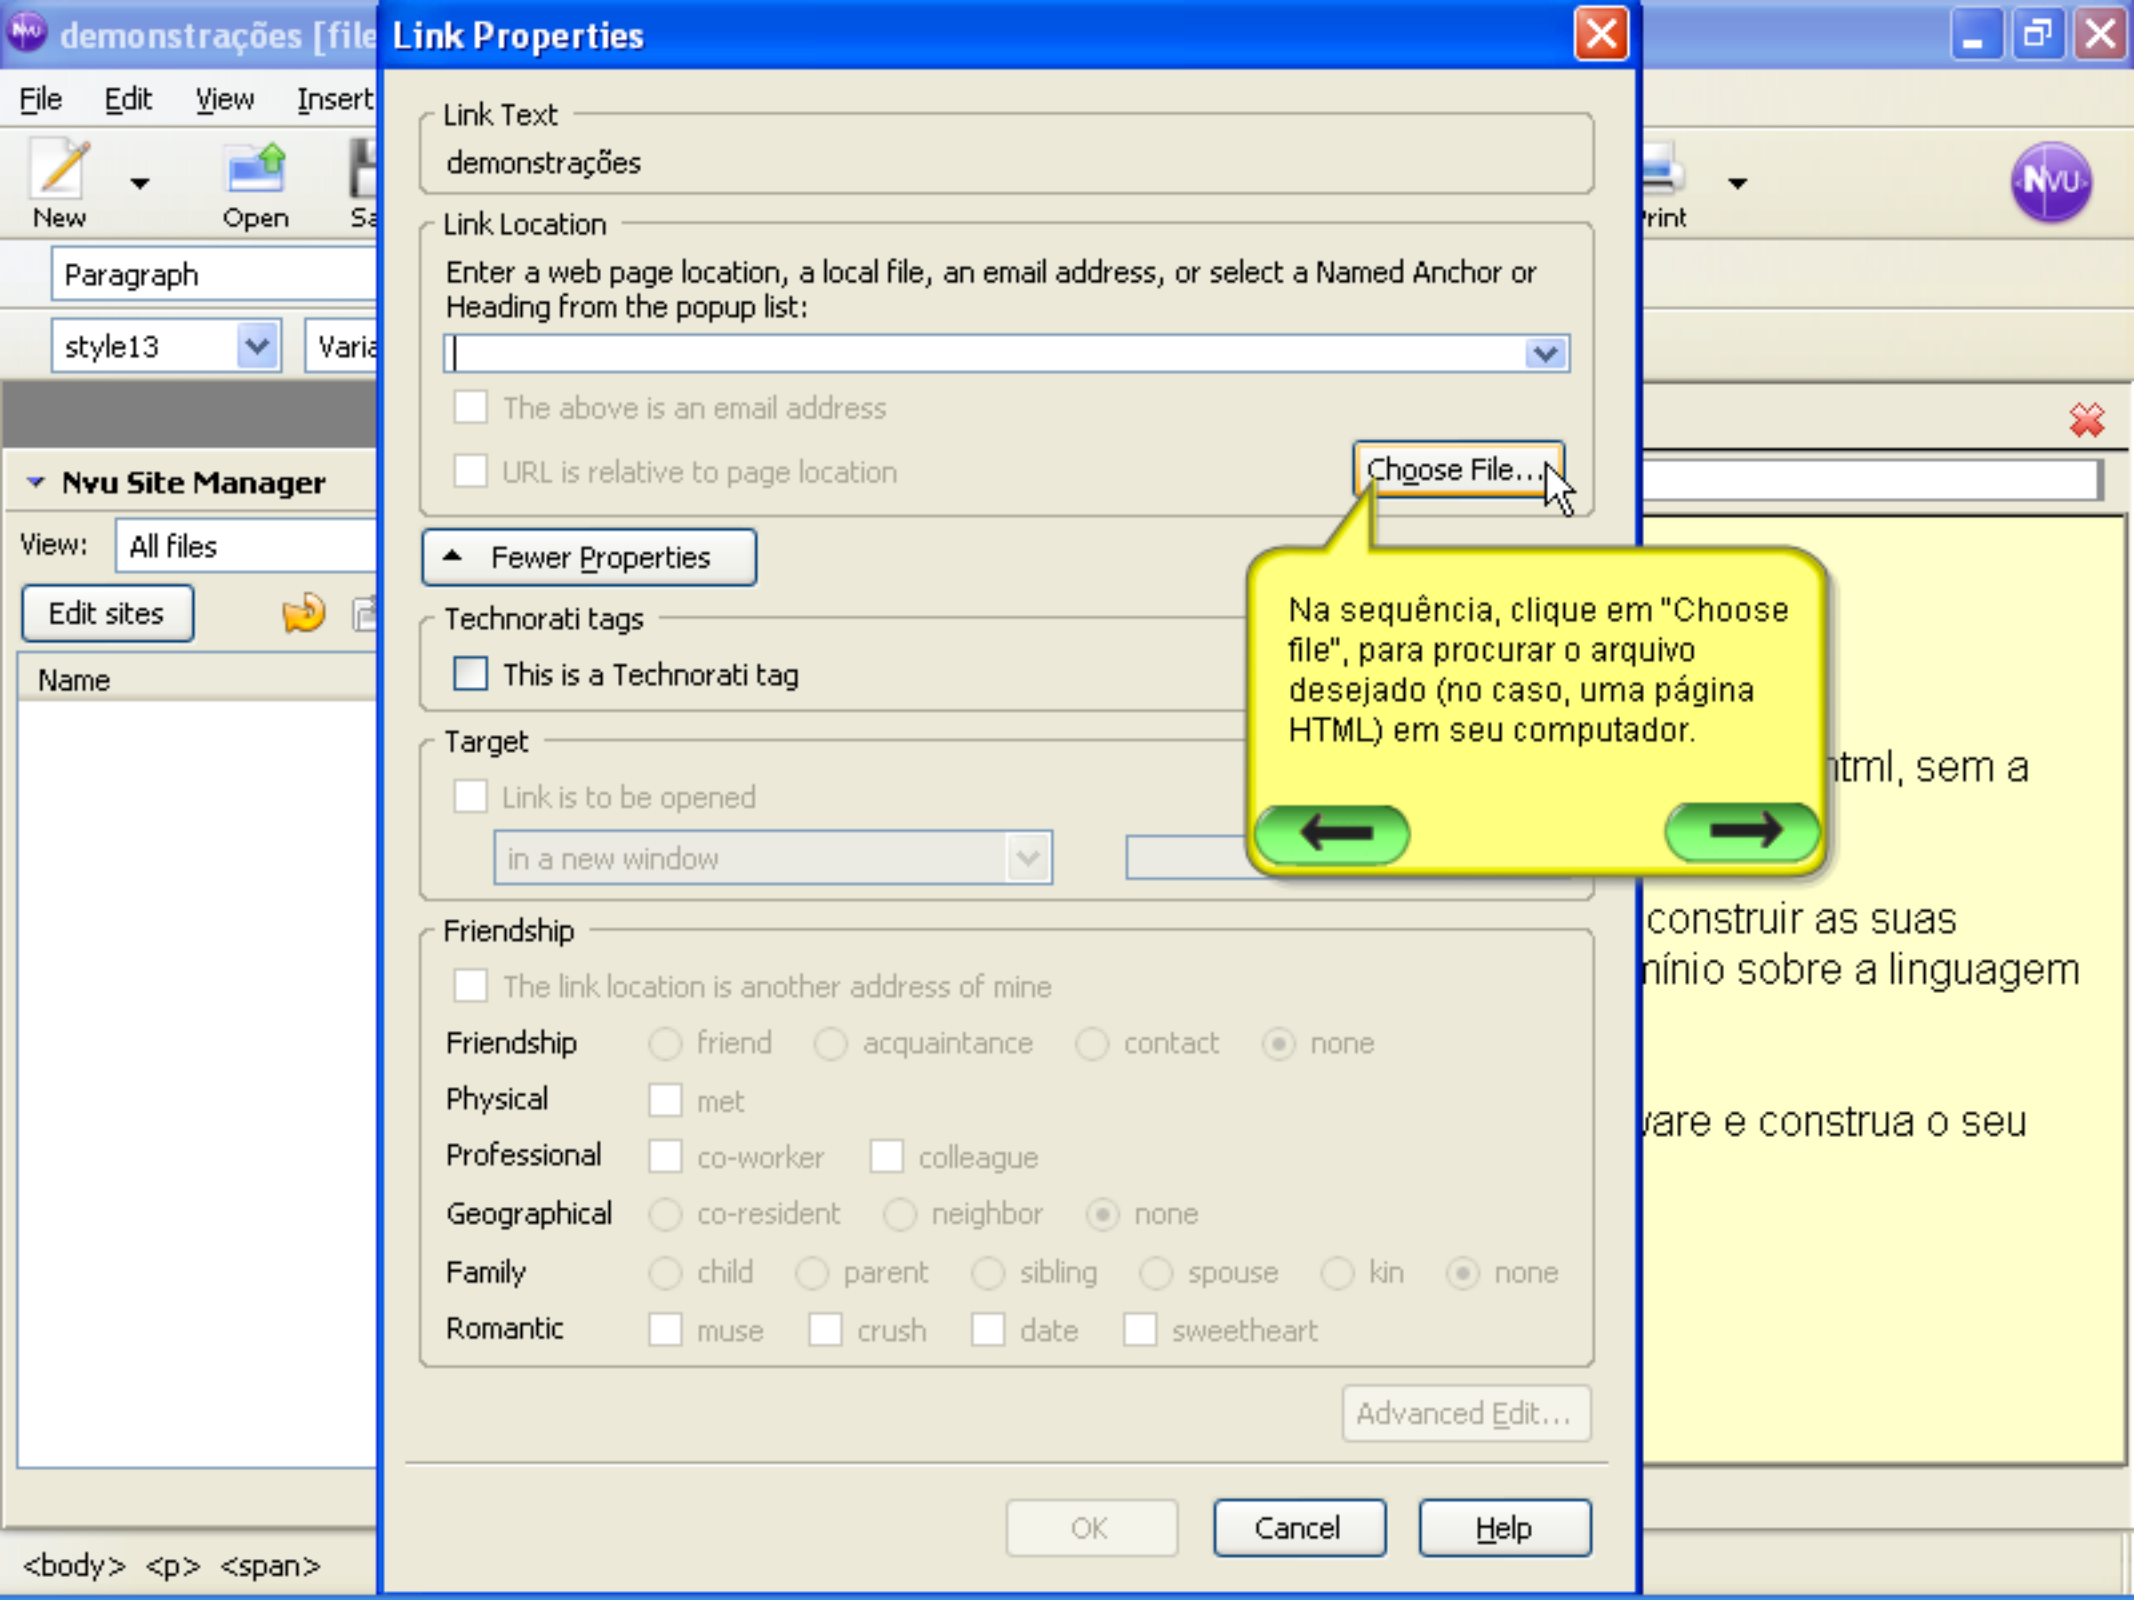 demonstrações [file
Link Properties
File Edit View Insert
New Open
Print
NVU
Paragraph
style13
Link Text
demonstrações
Link Location
Enter a web page location, a local file, an email address, or select a Named Anchor or
Heading from the popup list:
The above is an email address
URL is relative to page location
Choose File...
Fewer Properties
Technorati tags
This is a Technorati tag
Target
Link is to be opened
in a new window
Friendship
The link location is another address of mine
Friendship friend acquaintance contact none
Physical met
Professional co-worker colleague
Geographical co-resident neighbor none
Family child parent sibling spouse kin none
Romantic muse crush date sweetheart
Advanced Edit...
OK Cancel Help
Nvu Site Manager
View: All files
Edit sites
Name
Na sequência, clique em "Choose
file", para procurar o arquivo
desejado (no caso, uma página
HTML) em seu computador.
html, sem a
construir as suas
sobre a linguagem
e construa o seu
<body> <p> <span>